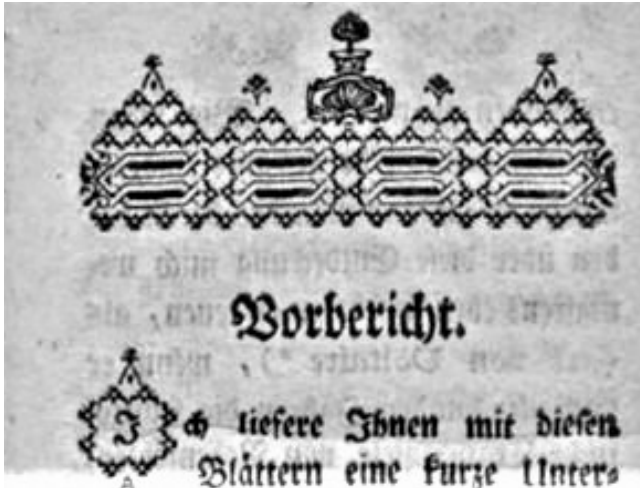 Vorbericht.
Ich liefere Ihnen mit diesen
Blättern eine kurze Unter=